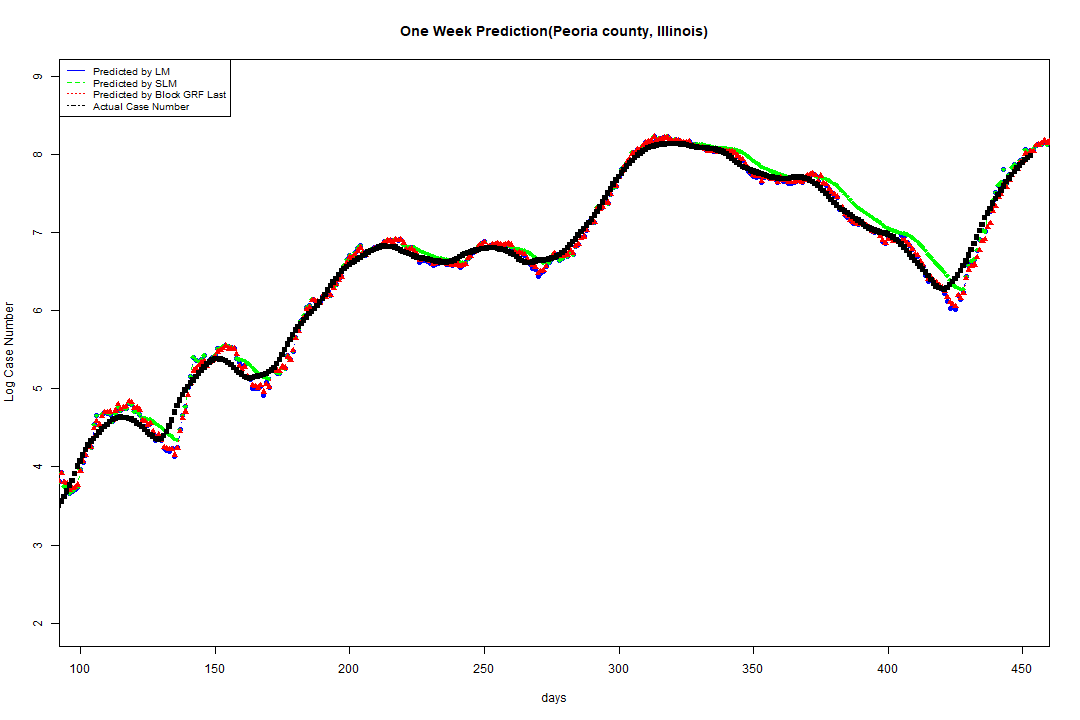 One Week Prediction(Peoria county, Illinois)
Predicted by LM
Predicted by SLM
Predicted by Block GRF Last
Actual Case Number
9
8
7
6
5
4
3
2
Log Case Number
100 150 200 250 300 350 400 450
days